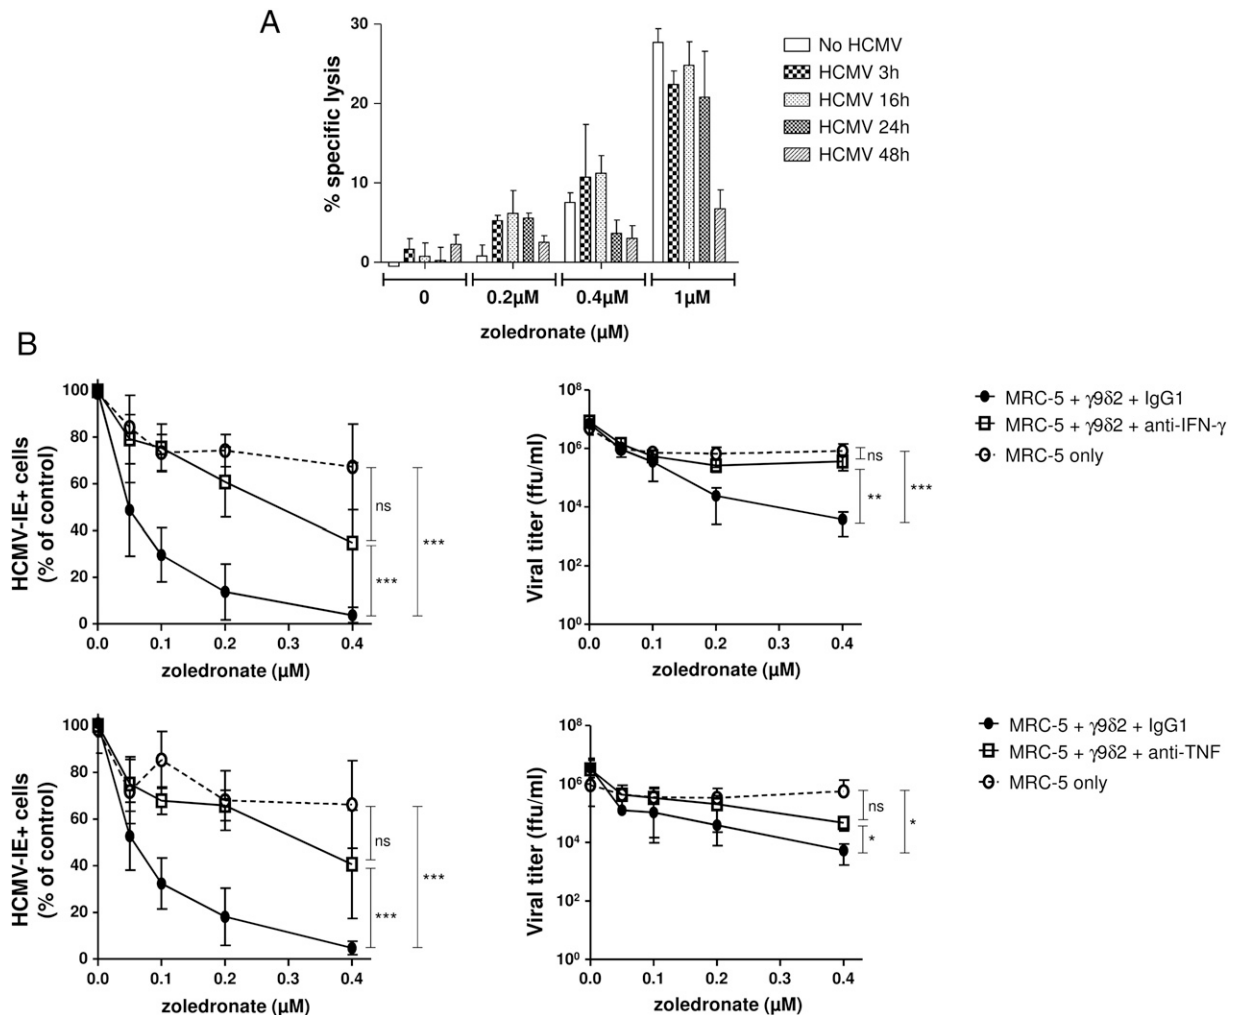 A
30
20
10
0
% specific lysis
0
0.2µM
0.4µM
1µM
zoledronate (µM)
No HCMV
HCMV 3h
HCMV 16h
HCMV 24h
HCMV 48h
B
100
80
60
40
20
0
HCMV-IE+ cells
(% of control)
0.0
0.1
0.2
0.3
0.4
zoledronate (µM)
ns
***
***
10⁸
10⁶
10⁴
10²
10⁰
Viral titer (ffu/ml)
0.0
0.1
0.2
0.3
0.4
zoledronate (µM)
ns
**
***
MRC-5 + γ9δ2 + IgG1
MRC-5 + γ9δ2 + anti-IFN-γ
MRC-5 only
100
80
60
40
20
0
HCMV-IE+ cells
(% of control)
0.0
0.1
0.2
0.3
0.4
zoledronate (µM)
ns
***
***
10⁸
10⁶
10⁴
10²
10⁰
Viral titer (ffu/ml)
0.0
0.1
0.2
0.3
0.4
zoledronate (µM)
ns
*
*
MRC-5 + γ9δ2 + IgG1
MRC-5 + γ9δ2 + anti-TNF
MRC-5 only